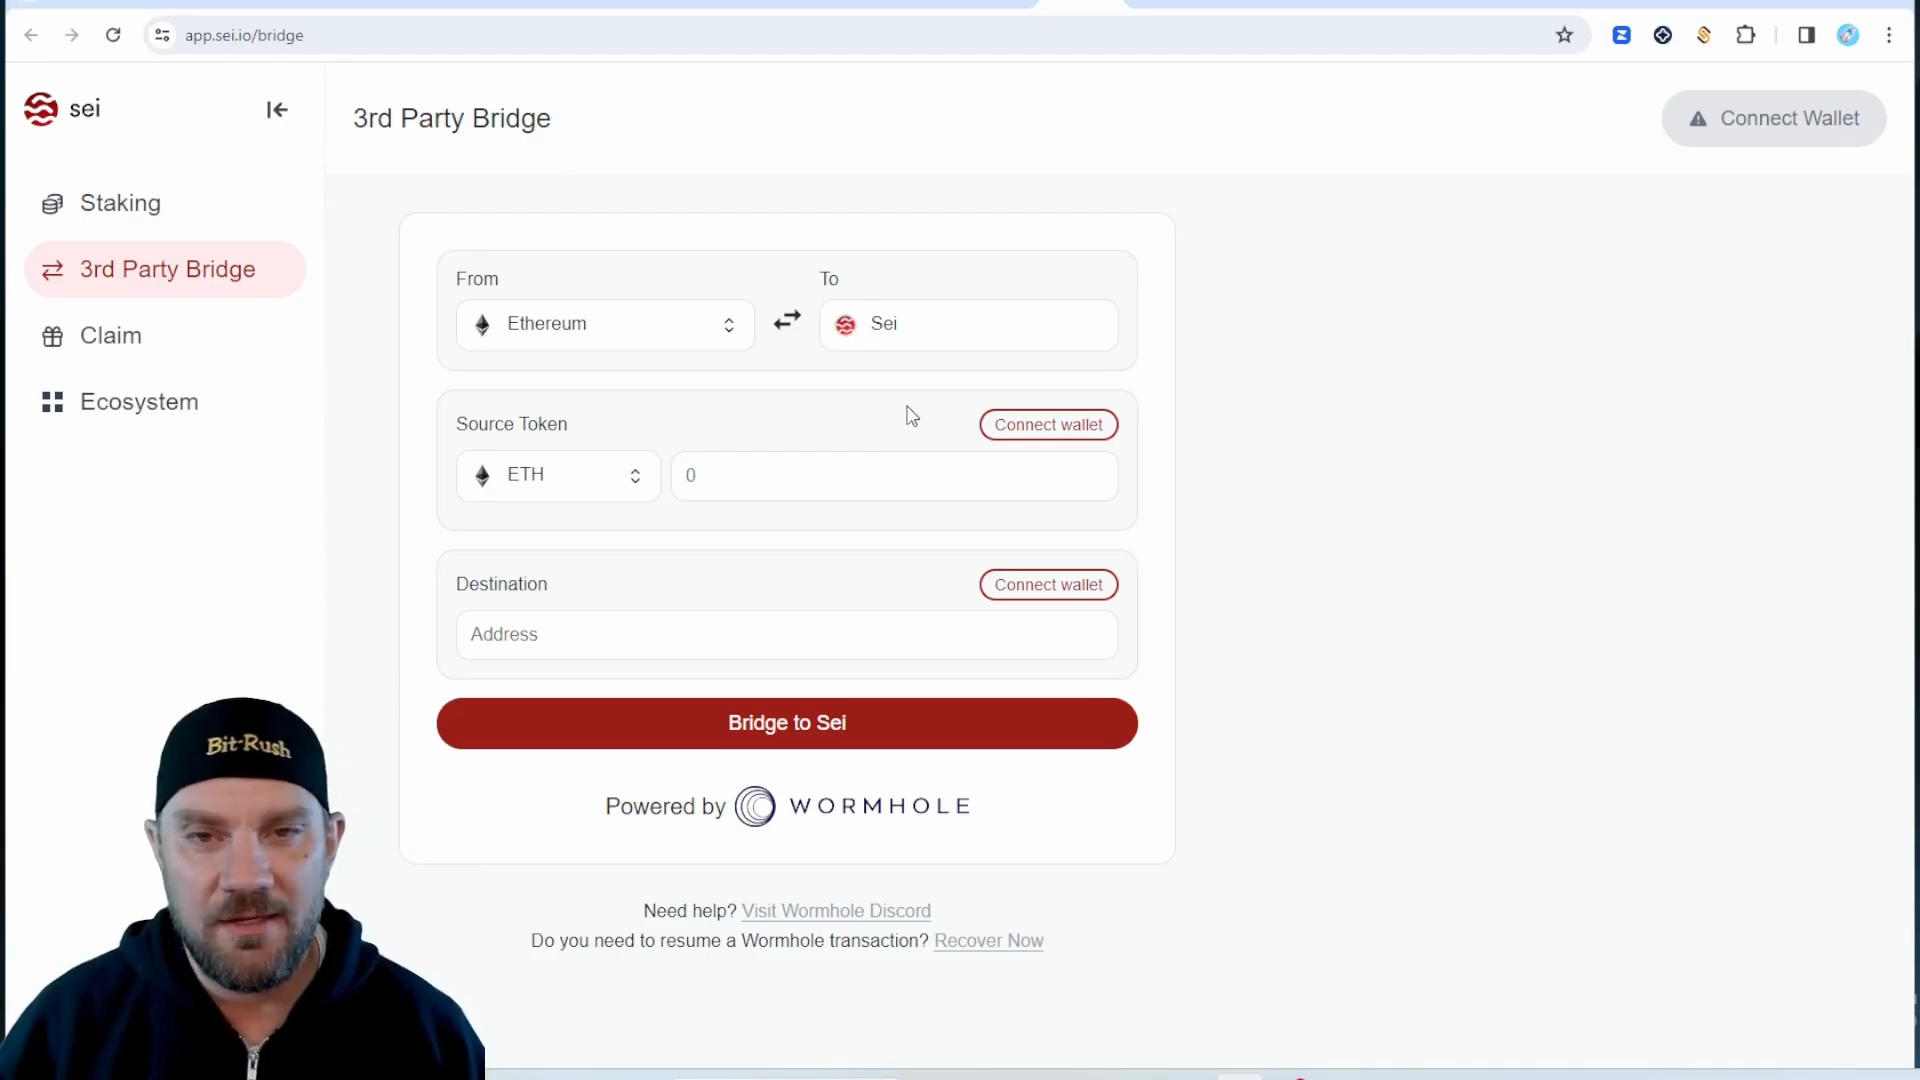 app.sei.io/bridge
sei
3rd Party Bridge
Connect Wallet
Staking
3rd Party Bridge
Claim
Ecosystem
From
To
Ethereum
Sei
Source Token
Connect wallet
ETH
0
Destination
Connect wallet
Address
Bridge to Sei
Powered by WORMHOLE
Need help? Visit Wormhole Discord
Do you need to resume a Wormhole transaction? Recover Now
Bit-Rush